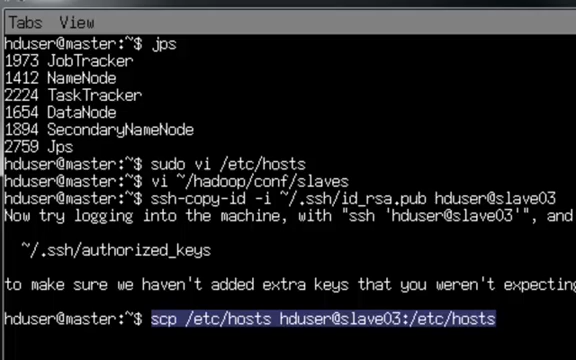 Tabs View
hduser@master:~$ jps
1973 JobTracker
1412 NameNode
2224 TaskTracker
1654 DataNode
1894 SecondaryNameNode
2759 Jps
hduser@master:~$ sudo vi /etc/hosts
hduser@master:~$ vi ~/hadoop/conf/slaves
hduser@master:~$ ssh-copy-id -i ~/.ssh/id_rsa.pub hduser@slave03
Now try logging into the machine, with "ssh 'hduser@slave03'", and
~/.ssh/authorized_keys
to make sure we haven't added extra keys that you weren't expecting
hduser@master:~$ scp /etc/hosts hduser@slave03:/etc/hosts